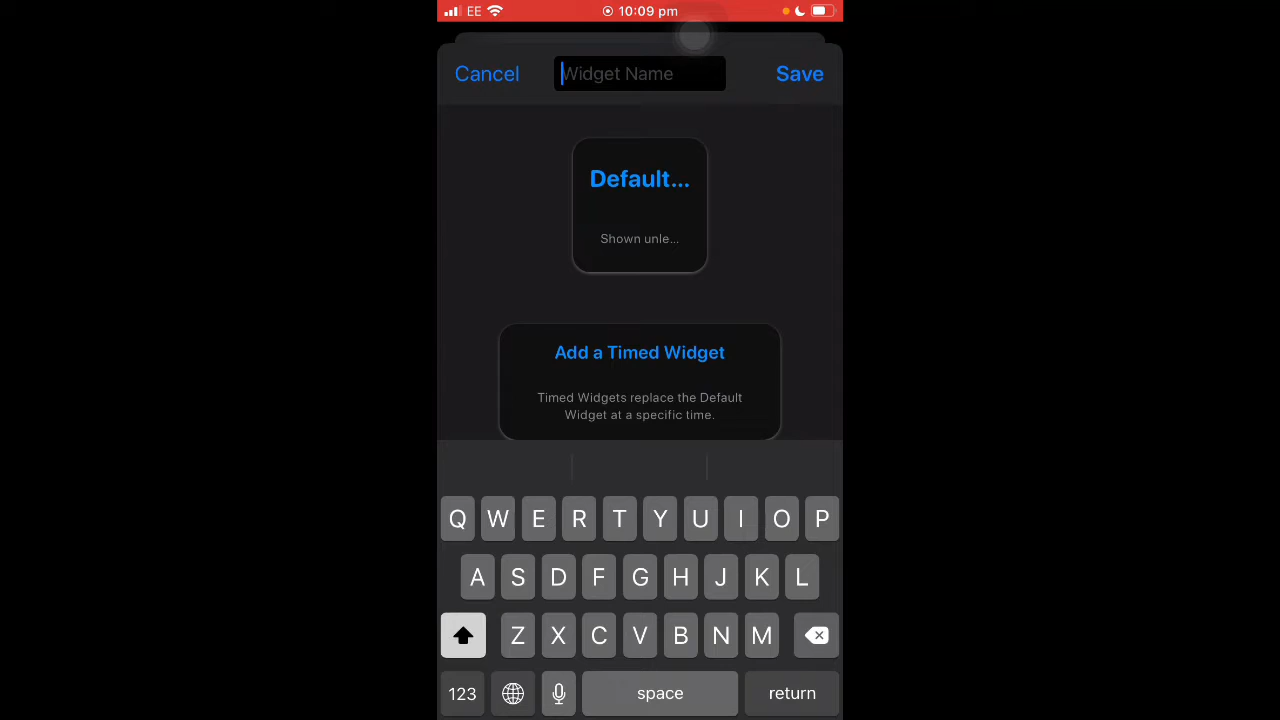 EE 10:09 pm
Cancel Widget Name Save
Default...
Shown unle...
Add a Timed Widget
Timed Widgets replace the Default
Widget at a specific time.
Q W E R T Y U I O P
A S D F G H J K L
Z X C V B N M
123 space return